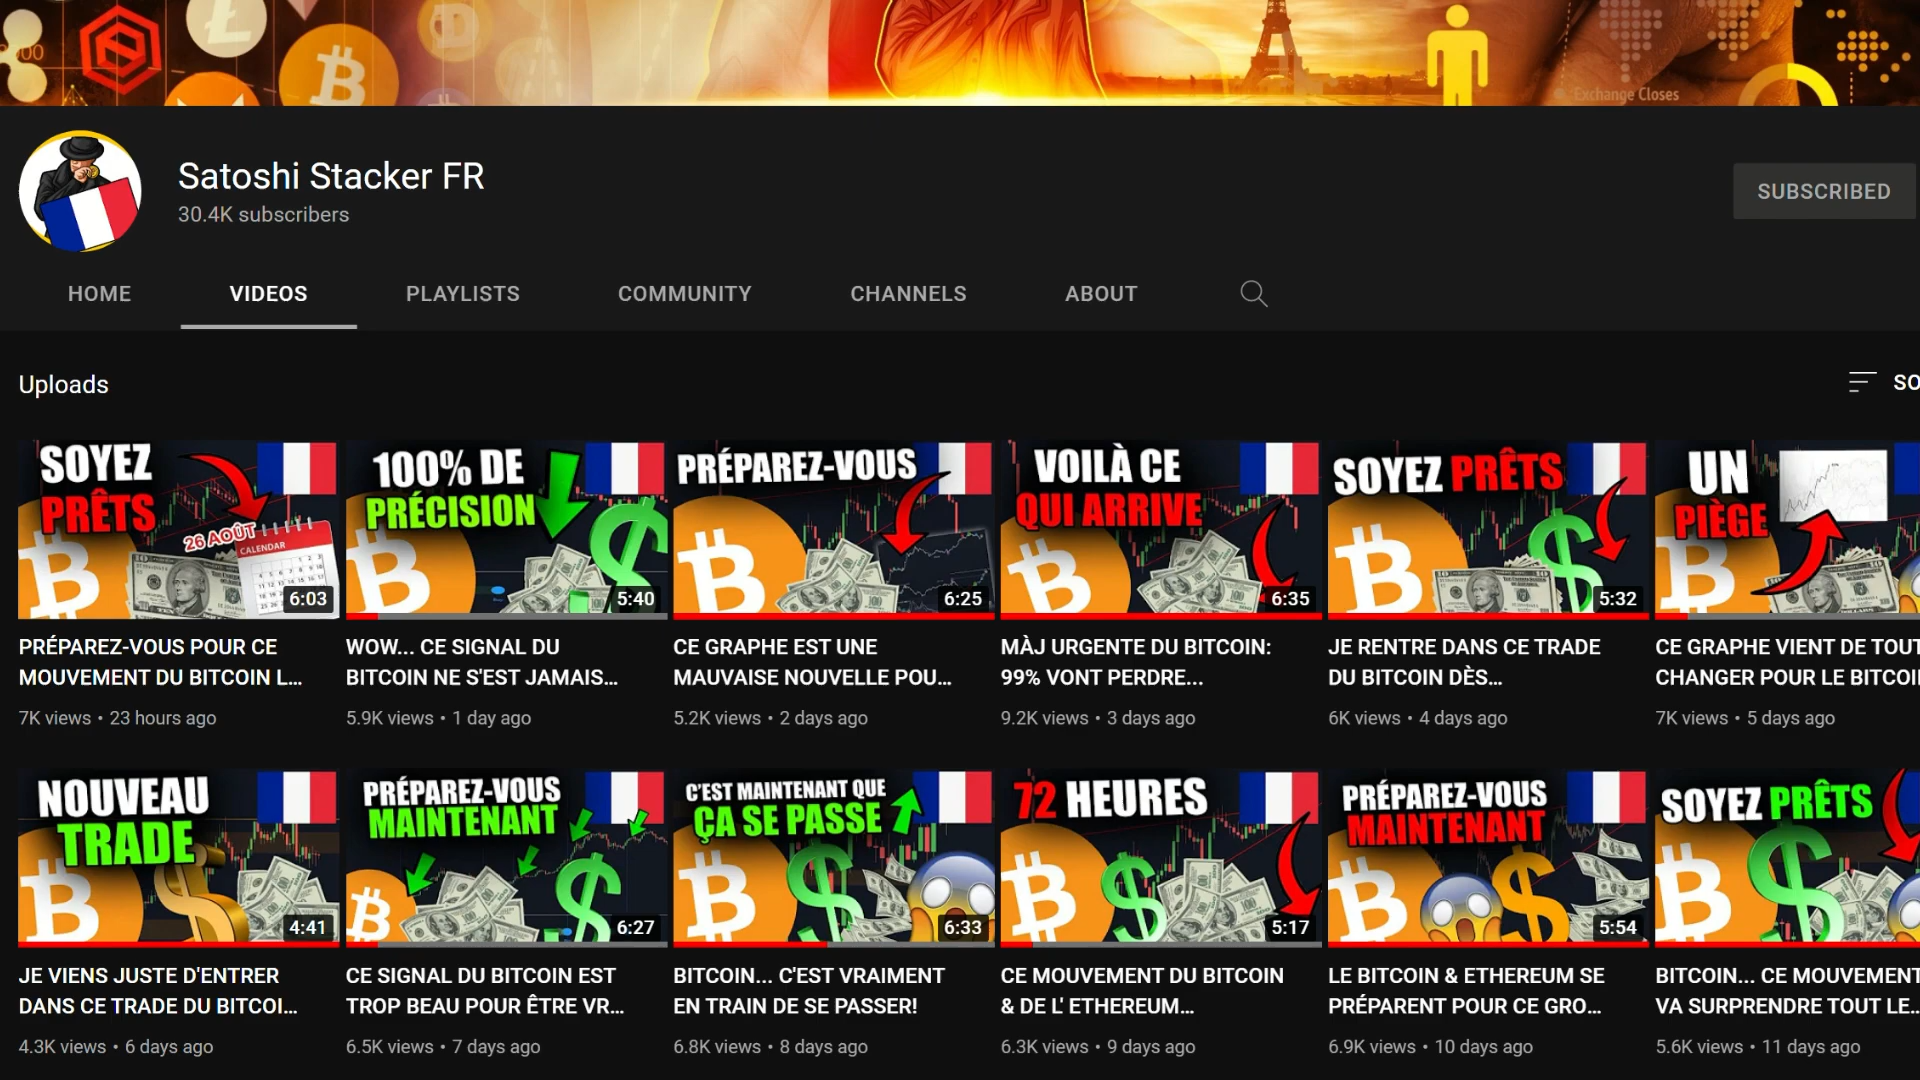 Exchange Closes
Satoshi Stacker FR
30.4K subscribers
SUBSCRIBED
HOME
VIDEOS
PLAYLISTS
COMMUNITY
CHANNELS
ABOUT
Uploads
SO
SOYEZ
PRÊTS
26 AOÛT
CALENDAR
6:03
100% DE
PRÉCISION
5:40
PRÉPAREZ-VOUS
6:25
VOILÀ CE
QUI ARRIVE
6:35
SOYEZ PRÊTS
5:32
UN
PIÈGE
PRÉPAREZ-VOUS POUR CE
MOUVEMENT DU BITCOIN L...
7K views • 23 hours ago
WOW... CE SIGNAL DU
BITCOIN NE S'EST JAMAIS...
5.9K views • 1 day ago
CE GRAPHE EST UNE
MAUVAISE NOUVELLE POU...
5.2K views • 2 days ago
MÀJ URGENTE DU BITCOIN:
99% VONT PERDRE...
9.2K views • 3 days ago
JE RENTRE DANS CE TRADE
DU BITCOIN DÈS...
6K views • 4 days ago
CE GRAPHE VIENT DE TOUT
CHANGER POUR LE BITCOI
7K views • 5 days ago
NOUVEAU
TRADE
4:41
PRÉPAREZ-VOUS
MAINTENANT
6:27
C'EST MAINTENANT QUE
ÇA SE PASSE
6:33
72 HEURES
5:17
PRÉPAREZ-VOUS
MAINTENANT
5:54
SOYEZ PRÊTS
JE VIENS JUSTE D'ENTRER
DANS CE TRADE DU BITCOI...
4.3K views • 6 days ago
CE SIGNAL DU BITCOIN EST
TROP BEAU POUR ÊTRE VR...
6.5K views • 7 days ago
BITCOIN... C'EST VRAIMENT
EN TRAIN DE SE PASSER!
6.8K views • 8 days ago
CE MOUVEMENT DU BITCOIN
& DE L' ETHEREUM...
6.3K views • 9 days ago
LE BITCOIN & ETHEREUM SE
PRÉPARENT POUR CE GRO...
6.9K views • 10 days ago
BITCOIN... CE MOUVEMENT
VA SURPRENDRE TOUT LE...
5.6K views • 11 days ago